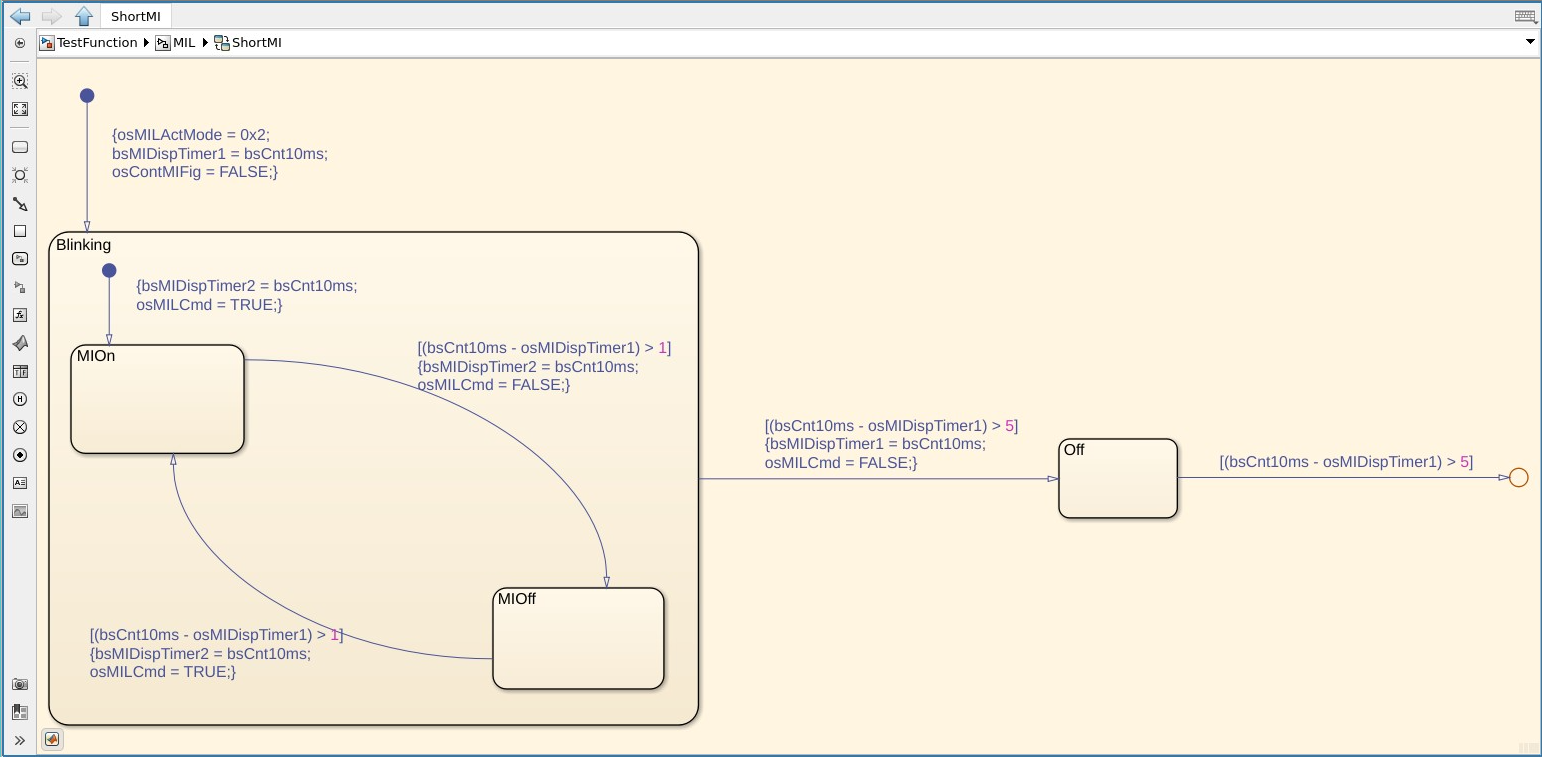 ShortMI
TestFunction MIL ShortMI
{osMILActMode = 0x2;
bsMIDispTimer1 = bsCnt10ms;
osContMIFig = FALSE;}
Blinking
{bsMIDispTimer2 = bsCnt10ms;
osMILCmd = TRUE;}
MIOn
[(bsCnt10ms - osMIDispTimer1) > 1]
{bsMIDispTimer2 = bsCnt10ms;
osMILCmd = FALSE;}
[(bsCnt10ms - osMIDispTimer1) > 5]
{bsMIDispTimer1 = bsCnt10ms;
osMILCmd = FALSE;}
Off
[(bsCnt10ms - osMIDispTimer1) > 5]
MIOff
[(bsCnt10ms - osMIDispTimer1) > 1]
{bsMIDispTimer2 = bsCnt10ms;
osMILCmd = TRUE;}